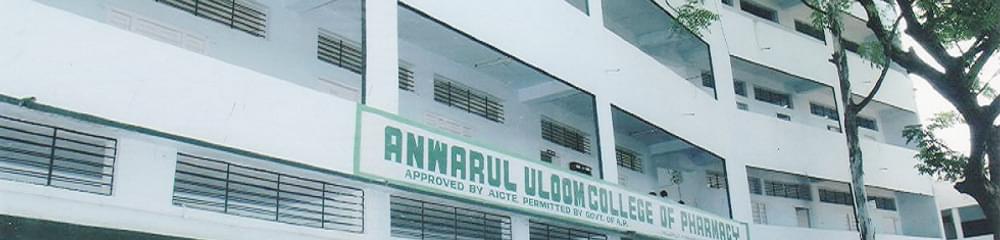 ANWARUL ULOOM COLLEGE OF PHARMACY
APPROVED BY AICTE. PERMITTED BY GOVT. OF A.P.